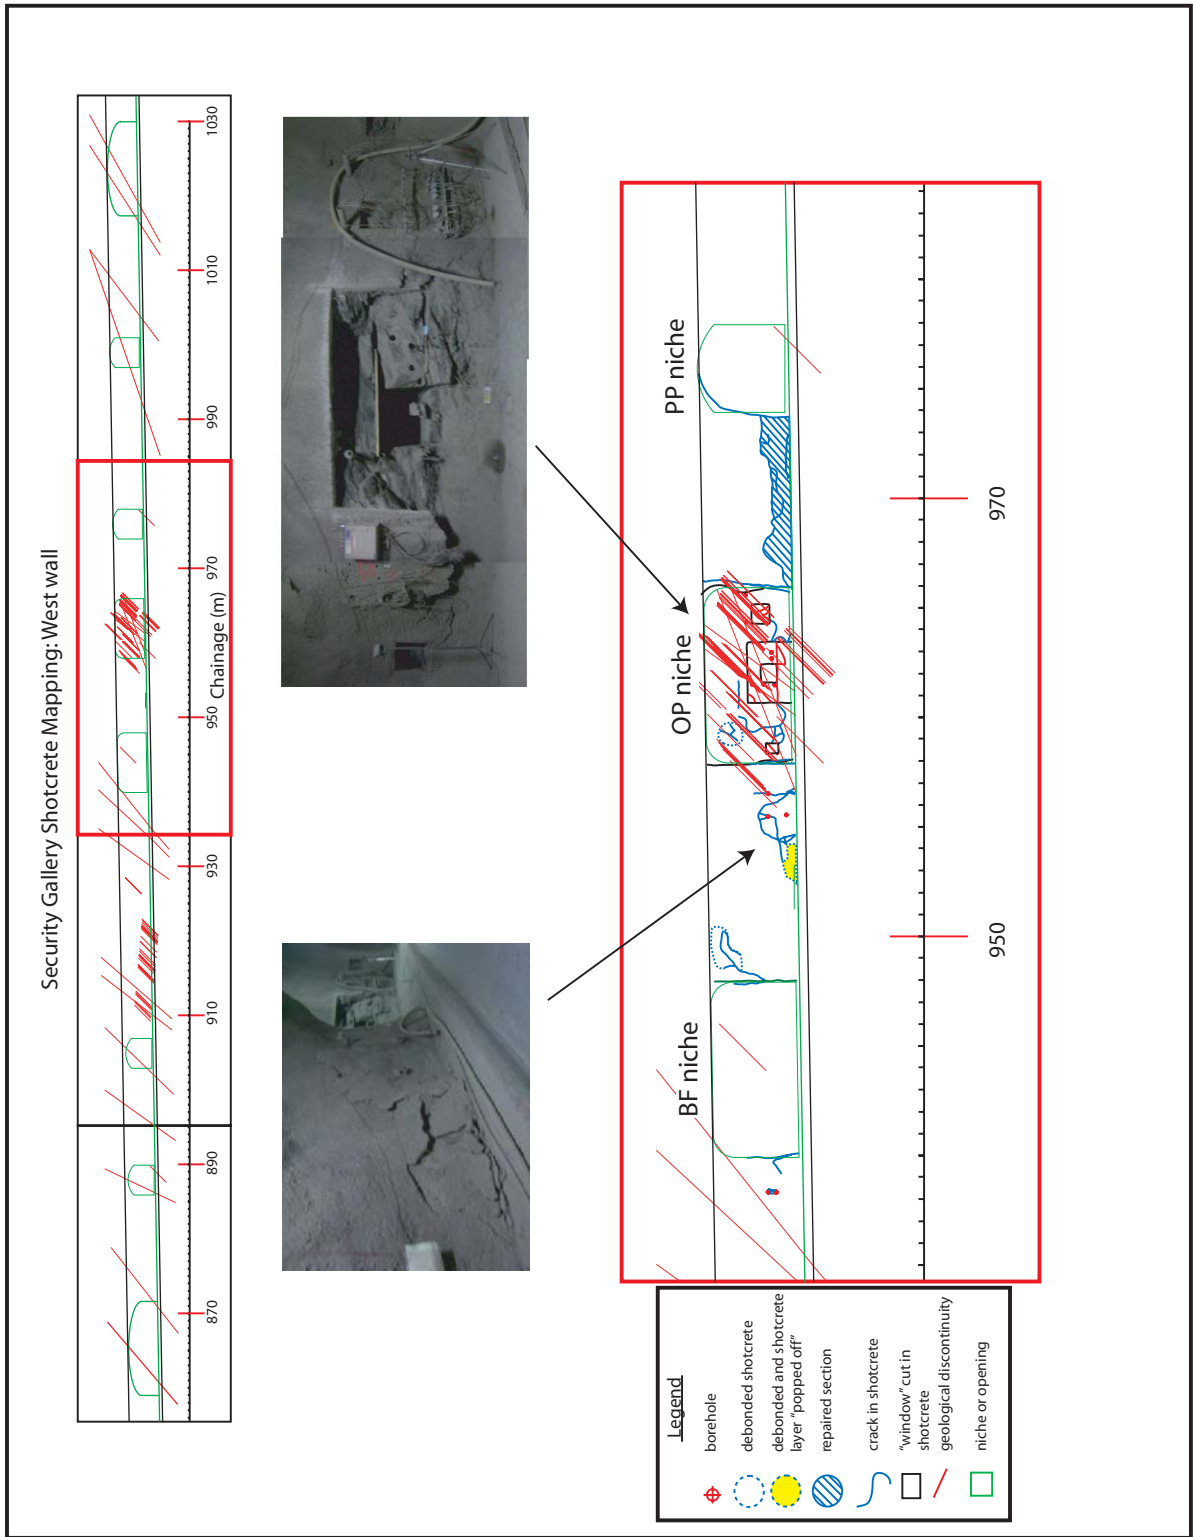 Security Gallery Shotcrete Mapping: West wall
870
890
910
930
950
970
990
1010
1030
Chainage (m)
BF niche
OP niche
PP niche
950
970
Legend
borehole
debonded shotcrete
debonded and shotcrete
layer “popped off”
repaired section
crack in shotcrete
“window” cut in
shotcrete
geological discontinuity
niche or opening